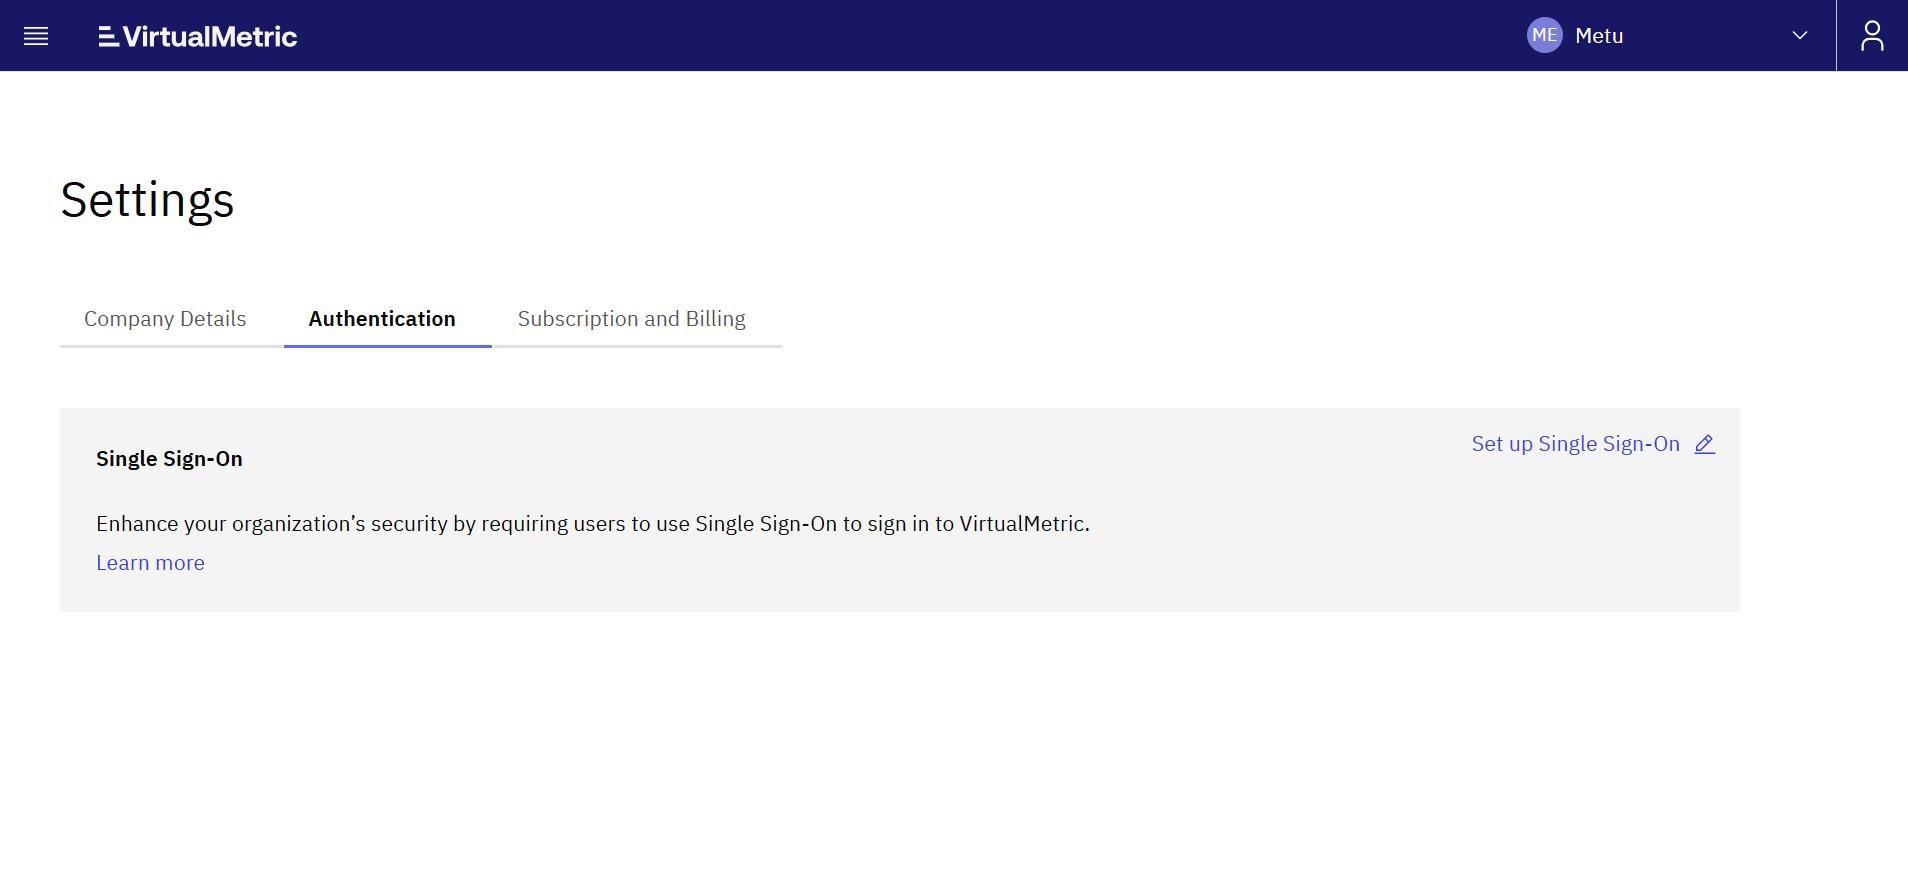 VirtualMetric
ME Metu
Settings
Company Details Authentication Subscription and Billing
Set up Single Sign-On
Single Sign-On
Enhance your organization’s security by requiring users to use Single Sign-On to sign in to VirtualMetric.
Learn more